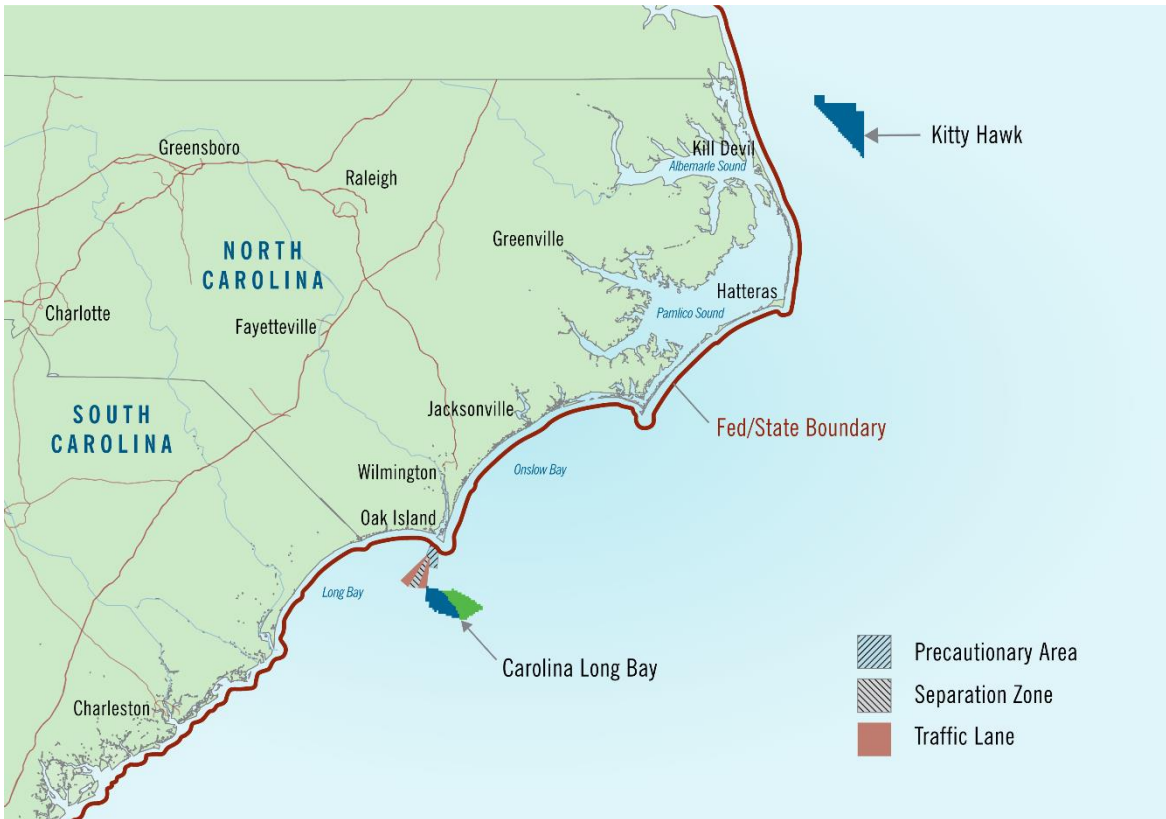 Kitty Hawk
Kill Devil
Albemarle Sound
Greensboro
Raleigh
Greenville
NORTH
CAROLINA
Hatteras
Pamlico Sound
Charlotte
Fayetteville
Jacksonville
SOUTH
CAROLINA
Fed/State Boundary
Wilmington
Onslow Bay
Oak Island
Long Bay
Carolina Long Bay
Charleston
Precautionary Area
Separation Zone
Traffic Lane